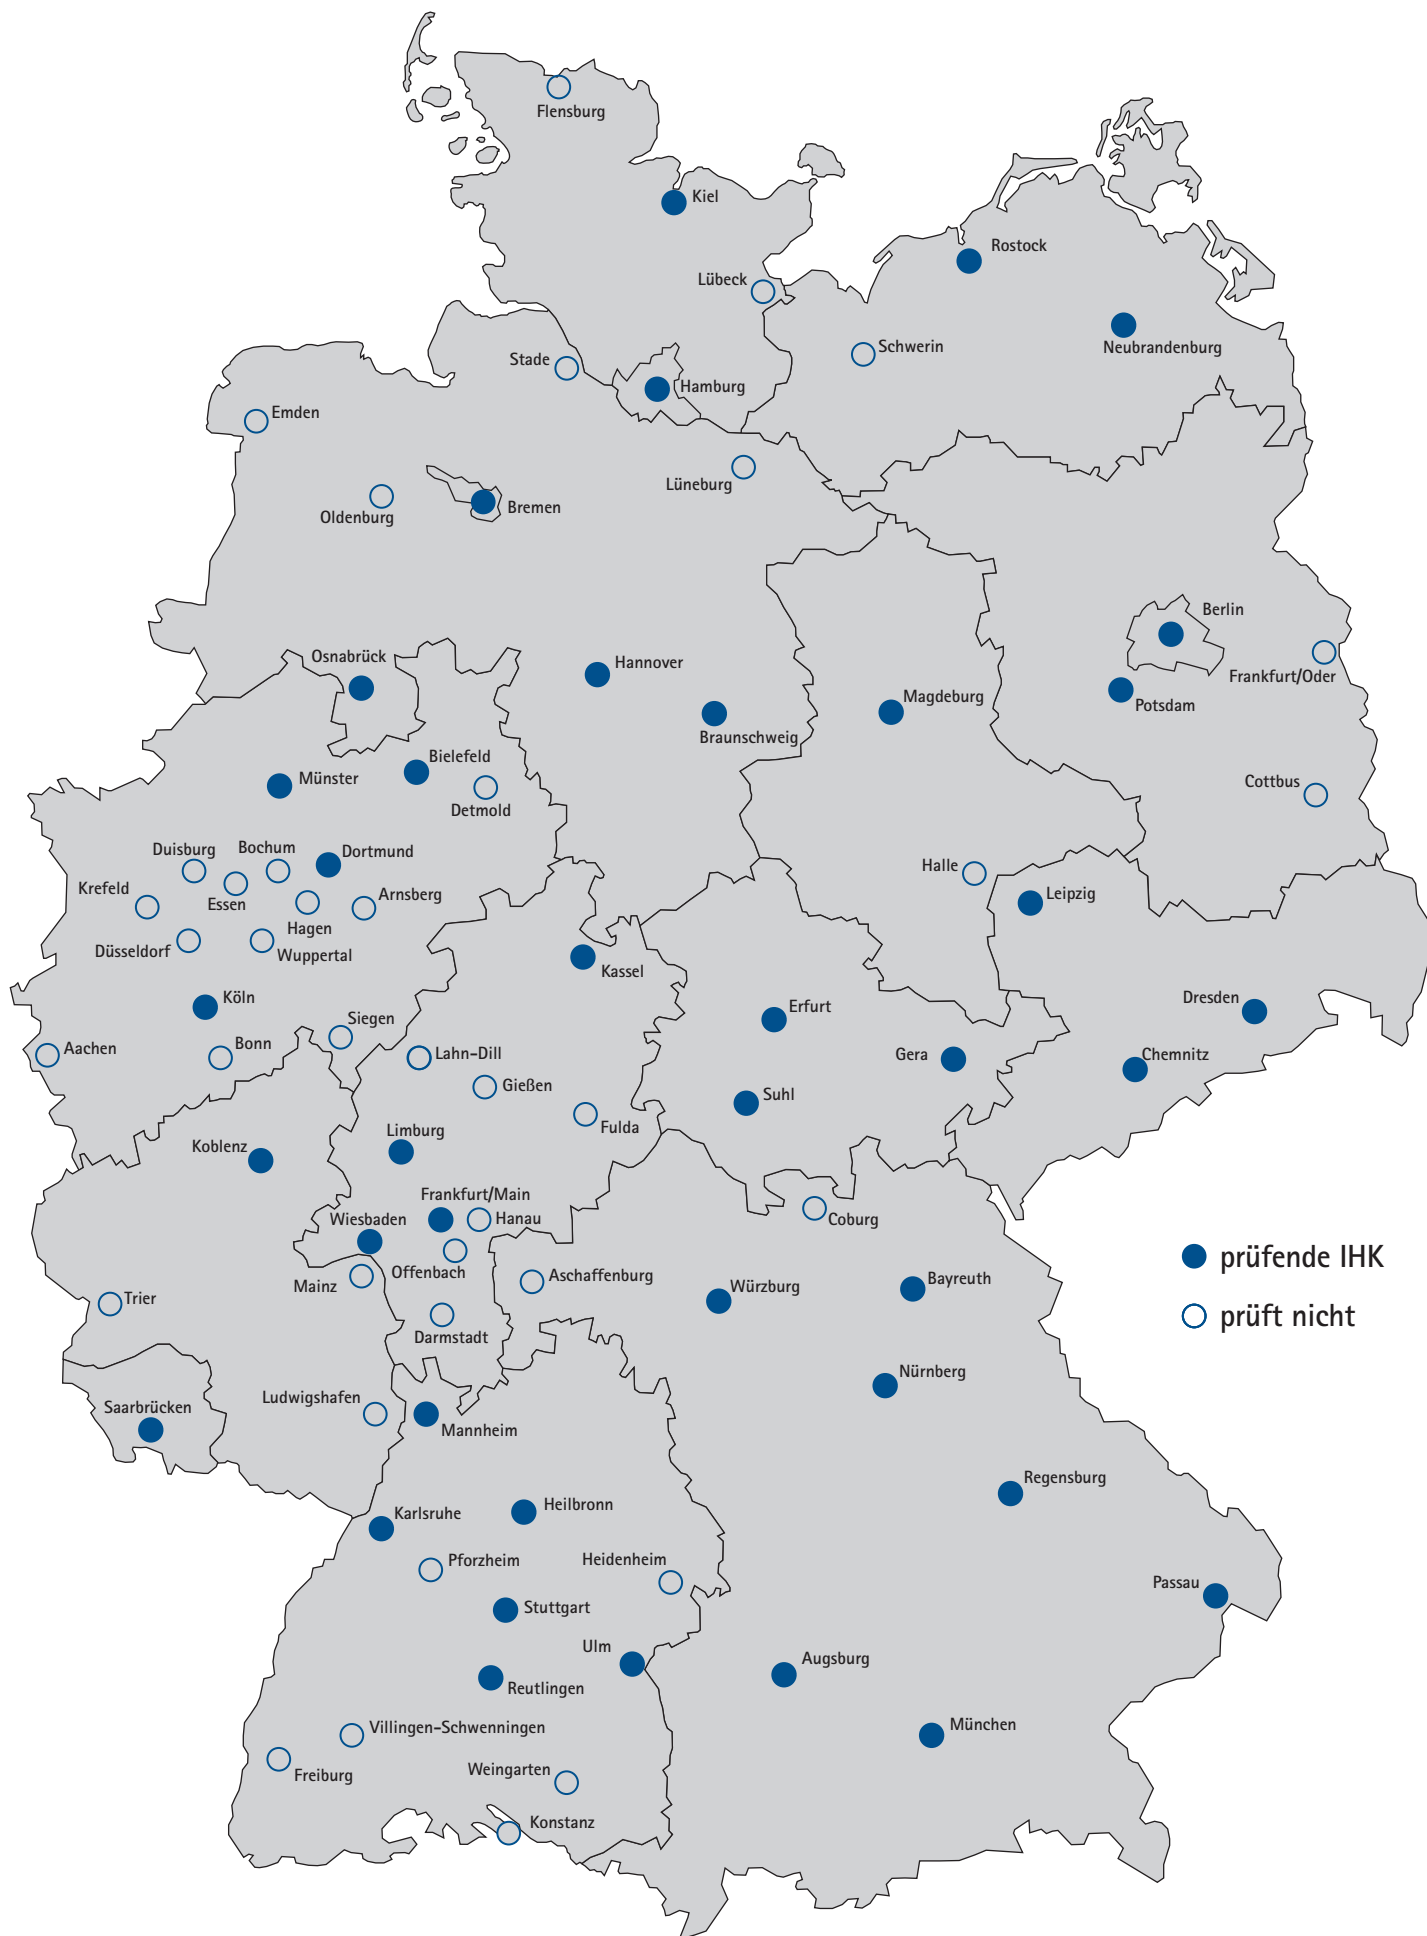 Flensburg
Kiel
Rostock
Lübeck
Schwerin
Neubrandenburg
Stade
Hamburg
Emden
Lüneburg
Oldenburg
Bremen
Berlin
Osnabrück
Hannover
Frankfurt/Oder
Magdeburg
Potsdam
Braunschweig
Bielefeld
Münster
Cottbus
Detmold
Duisburg
Bochum
Dortmund
Halle
Krefeld
Essen
Arnsberg
Leipzig
Hagen
Düsseldorf
Wuppertal
Kassel
Köln
Erfurt
Dresden
Siegen
Aachen
Bonn
Lahn-Dill
Gera
Chemnitz
Gießen
Suhl
Fulda
Limburg
Koblenz
Frankfurt/Main
Wiesbaden
Hanau
Coburg
Offenbach
Aschaffenburg
Mainz
Würzburg
Bayreuth
prüfende IHK
Trier
Darmstadt
prüft nicht
Nürnberg
Ludwigshafen
Saarbrücken
Mannheim
Regensburg
Heilbronn
Karlsruhe
Pforzheim
Heidenheim
Passau
Stuttgart
Ulm
Augsburg
Reutlingen
Villingen-Schwenningen
München
Freiburg
Weingarten
Konstanz